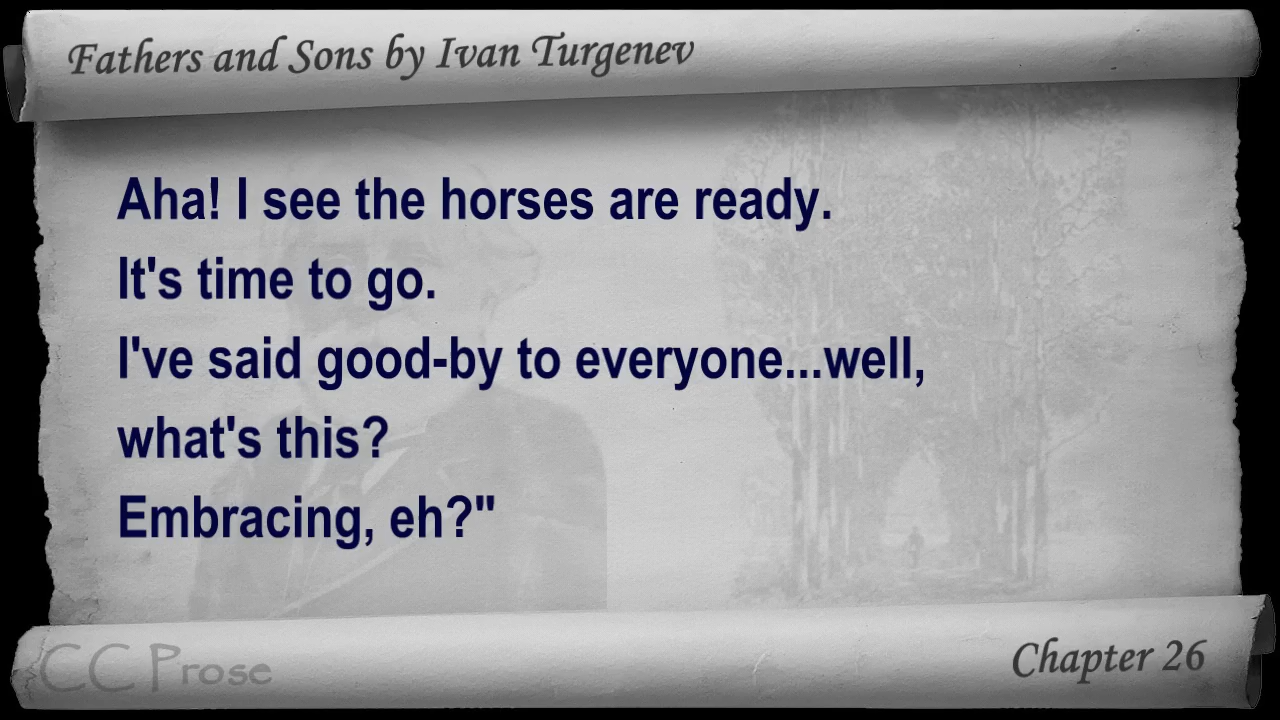 Fathers and Sons by Ivan Turgenev
Aha! I see the horses are ready.
It's time to go.
I've said good-by to everyone...well,
what's this?
Embracing, eh?"
CC Prose
Chapter 26